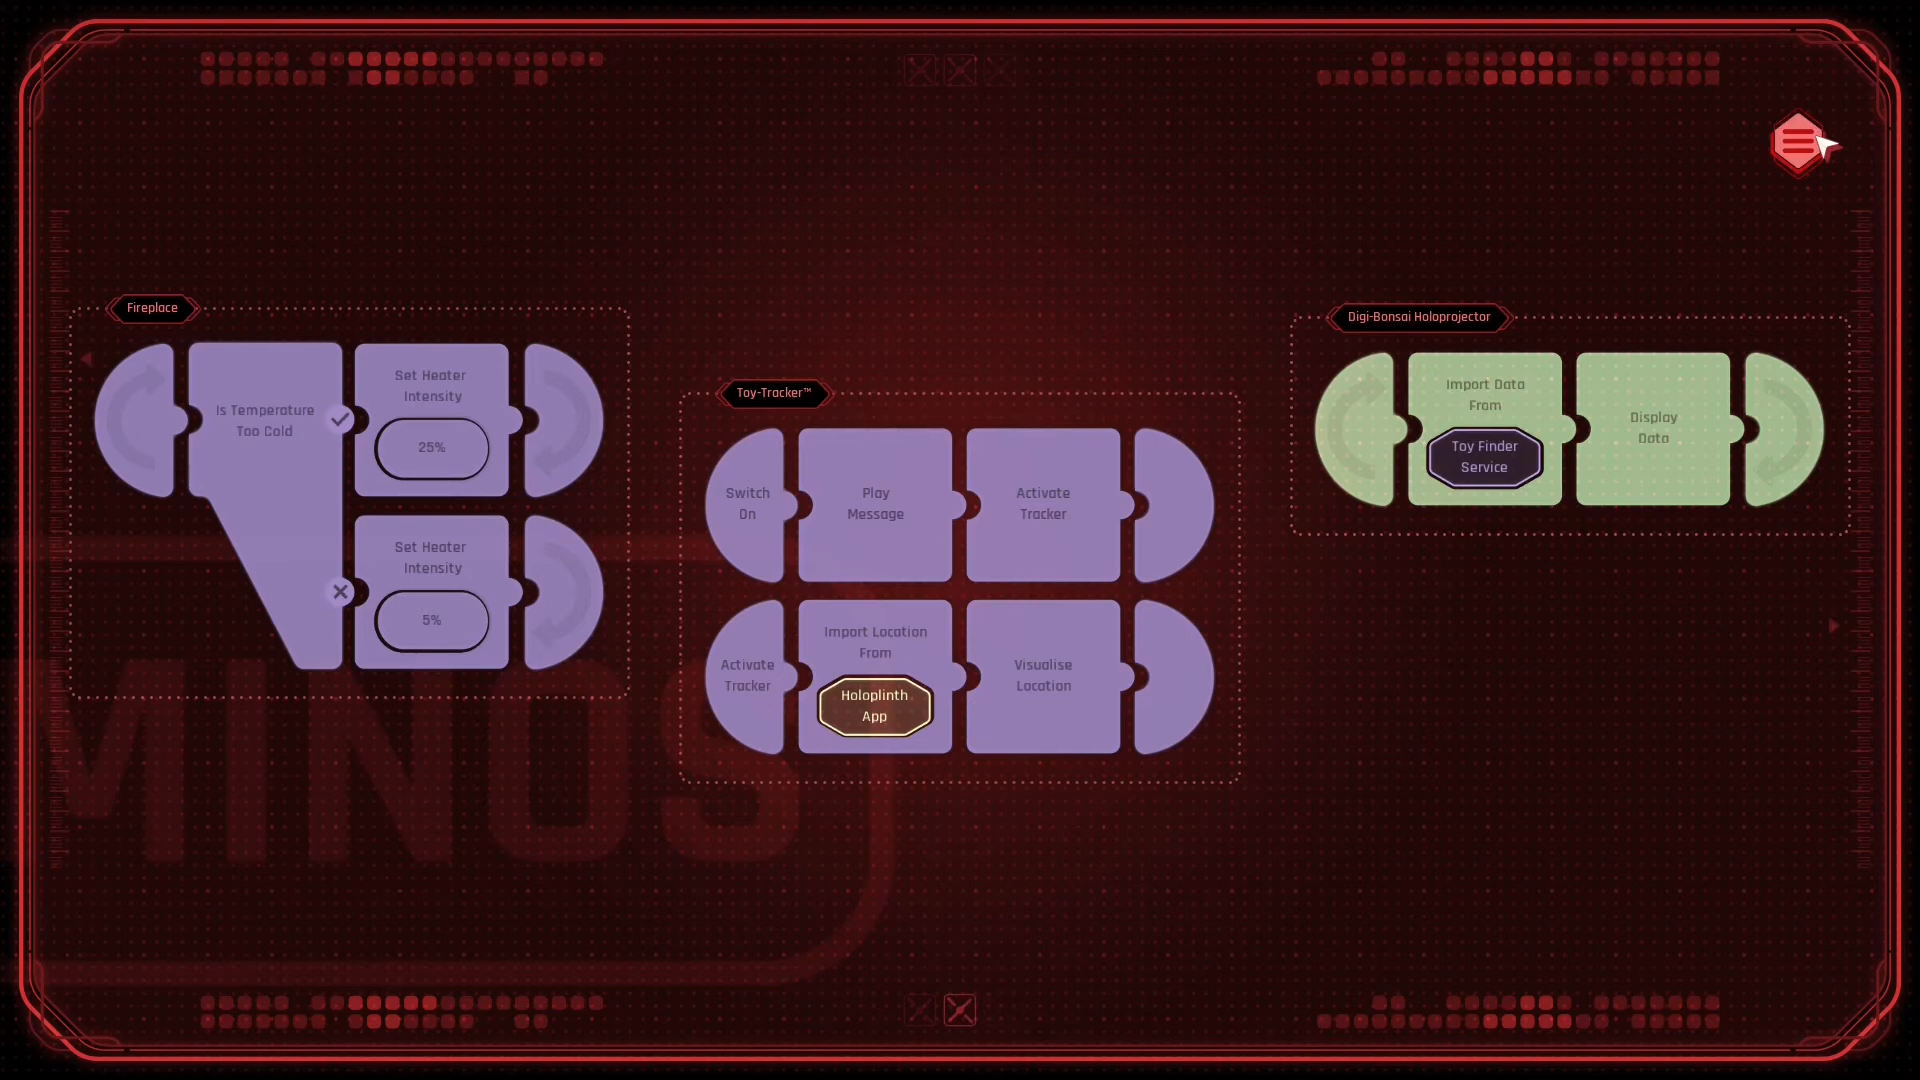 Fireplace
Is Temperature
Too Cold
Set Heater
Intensity
25%
Set Heater
Intensity
5%
Toy-Tracker™
Switch
On
Play
Message
Activate
Tracker
Activate
Tracker
Import Location
From
Holoplinth
App
Visualise
Location
Digi-Bonsai Holoprojector
Import Data
From
Toy Finder
Service
Display
Data
MINOS